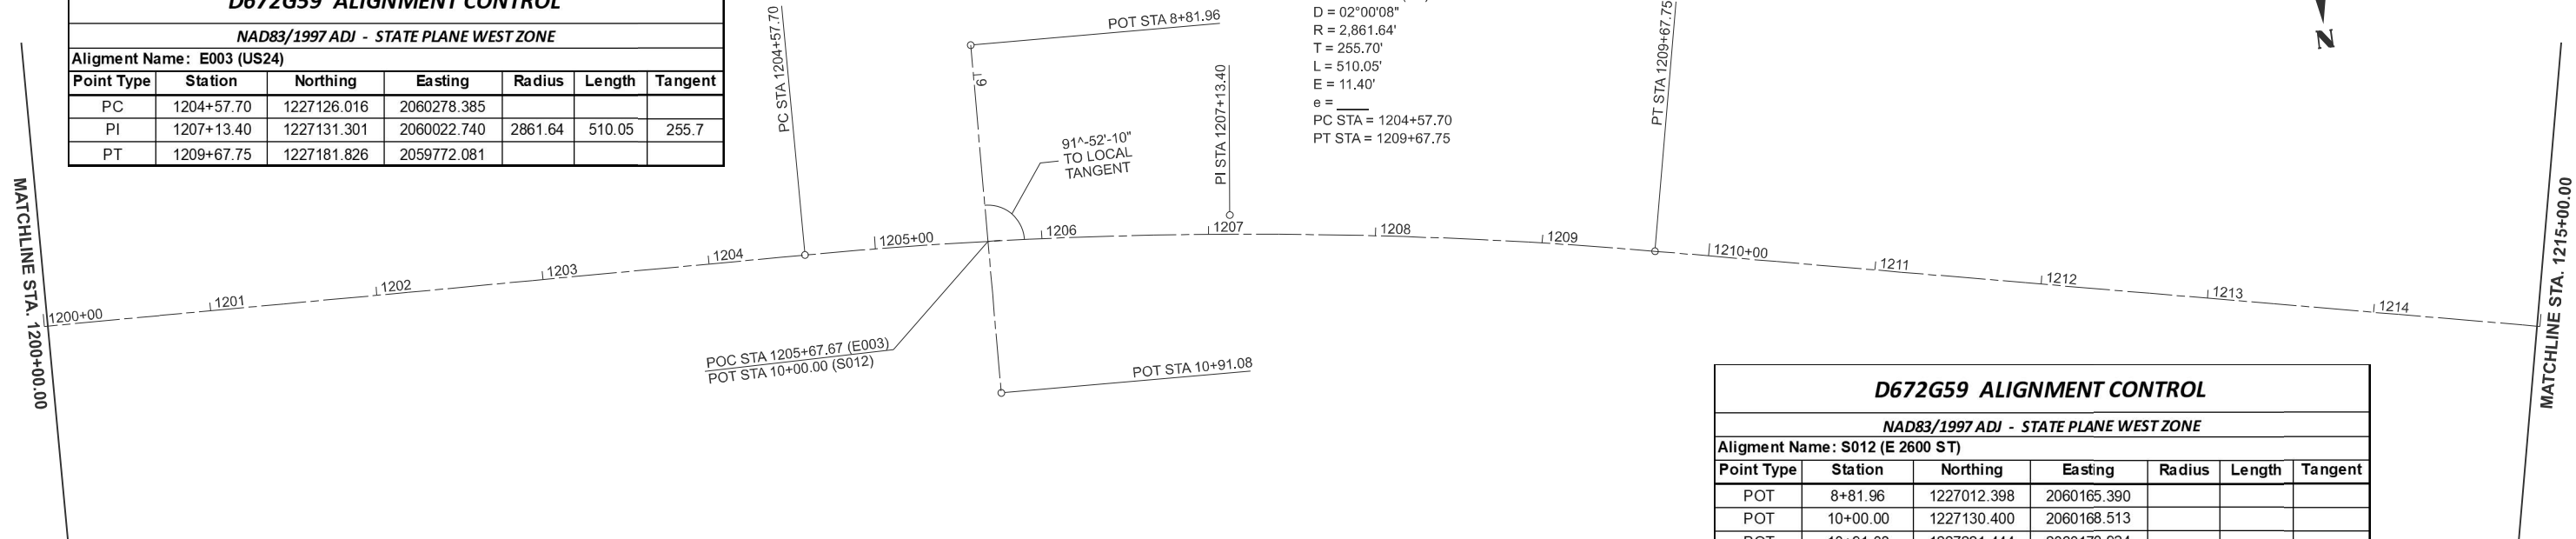 D672G59 ALIGNMENT CONTROL
NAD83/1997 ADJ - STATE PLANE WEST ZONE
Aligment Name: E003 (US24)
Point Type Station Northing Easting Radius Length Tangent
PC 1204+57.70 1227126.016 2060278.385
PI 1207+13.40 1227131.301 2060022.740 2861.64 510.05 255.7
PT 1209+67.75 1227181.826 2059772.081
PC STA 1204+57.70
POT STA 8+81.96
9
91^-52'-10"
TO LOCAL
TANGENT
PI STA 1207+13.40
D = 02°00'08"
R = 2,861.64'
T = 255.70'
L = 510.05'
E = 11.40'
e = ____
PC STA = 1204+57.70
PT STA = 1209+67.75
PT STA 1209+67.75
N
MATCHLINE STA. 1200+00.00
1200+00
1201
1202
1203
1204
1205+00
1206
1207
1208
1209
1210+00
1211
1212
1213
1214
MATCHLINE STA. 1215+00.00
POC STA 1205+67.67 (E003)
POT STA 10+00.00 (S012)
POT STA 10+91.08
D672G59 ALIGNMENT CONTROL
NAD83/1997 ADJ - STATE PLANE WEST ZONE
Aligment Name: S012 (E 2600 ST)
Point Type Station Northing Easting Radius Length Tangent
POT 8+81.96 1227012.398 2060165.390
POT 10+00.00 1227130.400 2060168.513